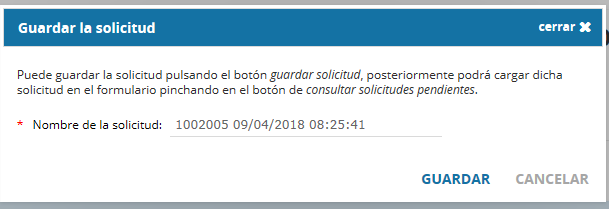 Guardar la solicitud
cerrar ✖
Puede guardar la solicitud pulsando el botón guardar solicitud, posteriormente podrá cargar dicha
solicitud en el formulario pinchando en el botón de consultar solicitudes pendientes.
* Nombre de la solicitud: 1002005 09/04/2018 08:25:41
GUARDAR CANCELAR